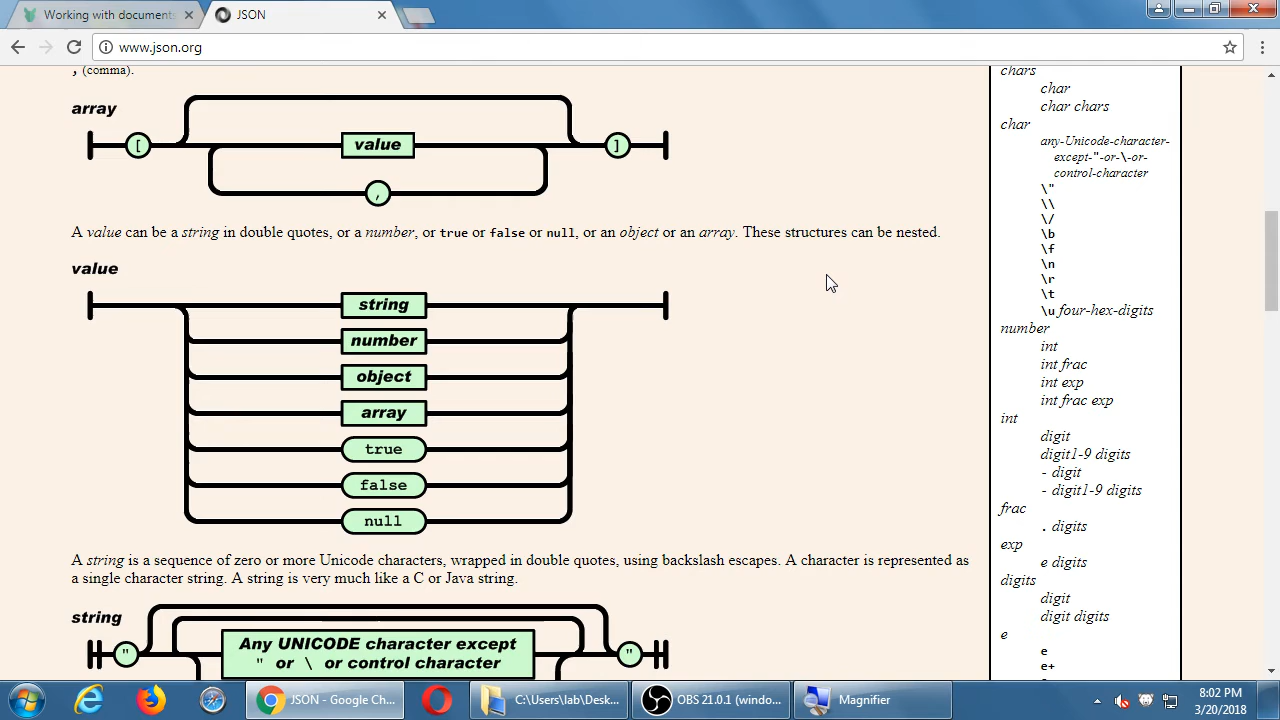 Working with documents
JSON
www.json.org
, (comma).
array
[
value
]
,
A value can be a string in double quotes, or a number, or true or false or null, or an object or an array. These structures can be nested.
value
string
number
object
array
true
false
null
A string is a sequence of zero or more Unicode characters, wrapped in double quotes, using backslash escapes. A character is represented as
a single character string. A string is very much like a C or Java string.
string
"
Any UNICODE character except
" or \ or control character
"
chars
char
char chars
char
any-Unicode-character-
except-"-or-\-or-
control-character
\"
\\
\/
\b
\f
\n
\r
\t
\u four-hex-digits
number
int
int frac
int exp
int frac exp
int
digit
digit1-9 digits
- digit
- digit1-9 digits
frac
. digits
exp
e digits
digits
digit
digit digits
e
e
e+
JSON - Google Ch...
C:\Users\lab\Desk...
OBS 21.0.1 (windo...
Magnifier
8:02 PM
3/20/2018